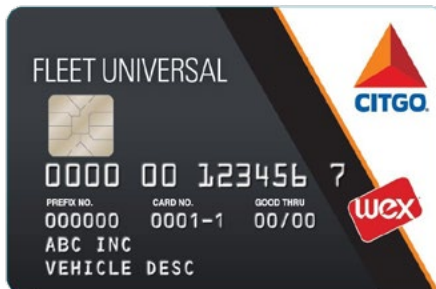 FLEET UNIVERSAL
CITGO
0000 00 123456 7
PREFIX NO. CARD NO. GOOD THRU
000000 0001-1 00/00
wex
ABC INC
VEHICLE DESC